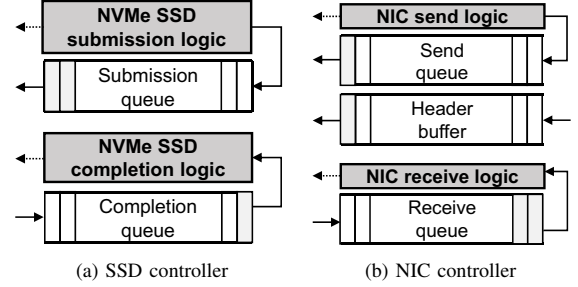 NVMe SSD
submission logic
Submission
queue
NVMe SSD
completion logic
Completion
queue
(a) SSD controller
NIC send logic
Send
queue
Header
buffer
NIC receive logic
Receive
queue
(b) NIC controller